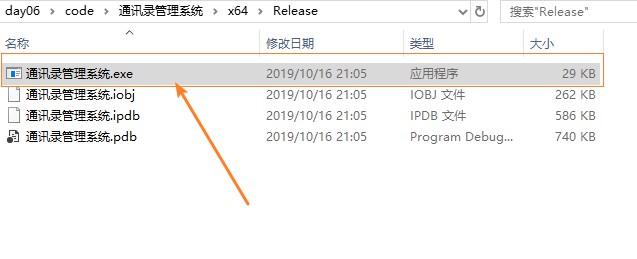 day06 > code > 通讯录管理系统 > x64 > Release 搜索"Release"
名称 修改日期 类型 大小
通讯录管理系统.exe 2019/10/16 21:05 应用程序 29 KB
通讯录管理系统.iobj 2019/10/16 21:05 IOBJ 文件 262 KB
通讯录管理系统.ipdb 2019/10/16 21:05 IPDB 文件 586 KB
通讯录管理系统.pdb 2019/10/16 21:05 Program Debug... 740 KB